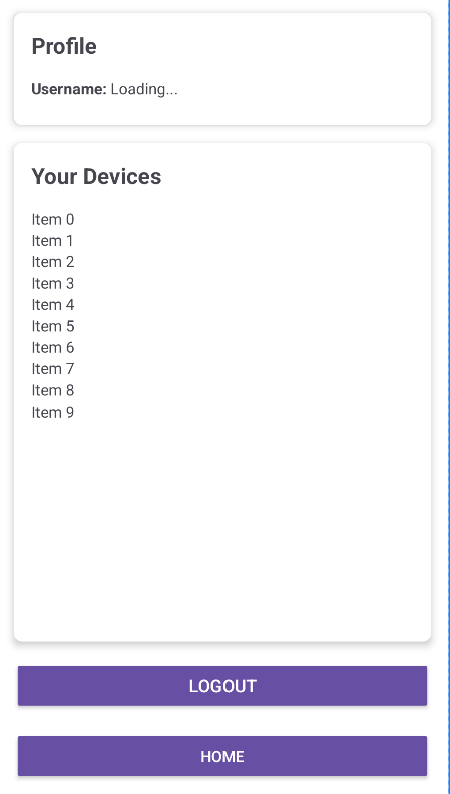 Profile
Username: Loading...
Your Devices
Item 0
Item 1
Item 2
Item 3
Item 4
Item 5
Item 6
Item 7
Item 8
Item 9
LOGOUT
HOME